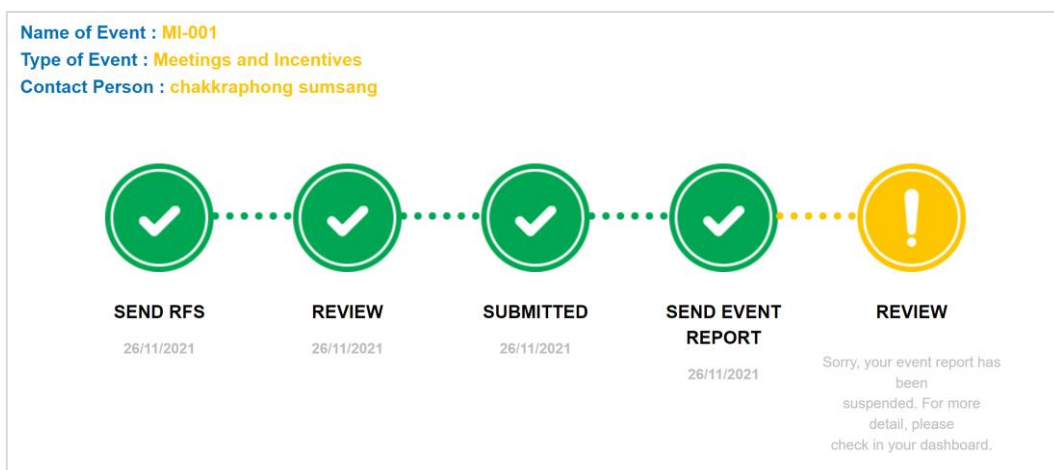 Name of Event : MI-001
Type of Event : Meetings and Incentives
Contact Person : chakkraphong sumsang
SEND RFS
26/11/2021
REVIEW
26/11/2021
SUBMITTED
26/11/2021
SEND EVENT
REPORT
26/11/2021
REVIEW
Sorry, your event report has
been
suspended. For more
detail, please
check in your dashboard.